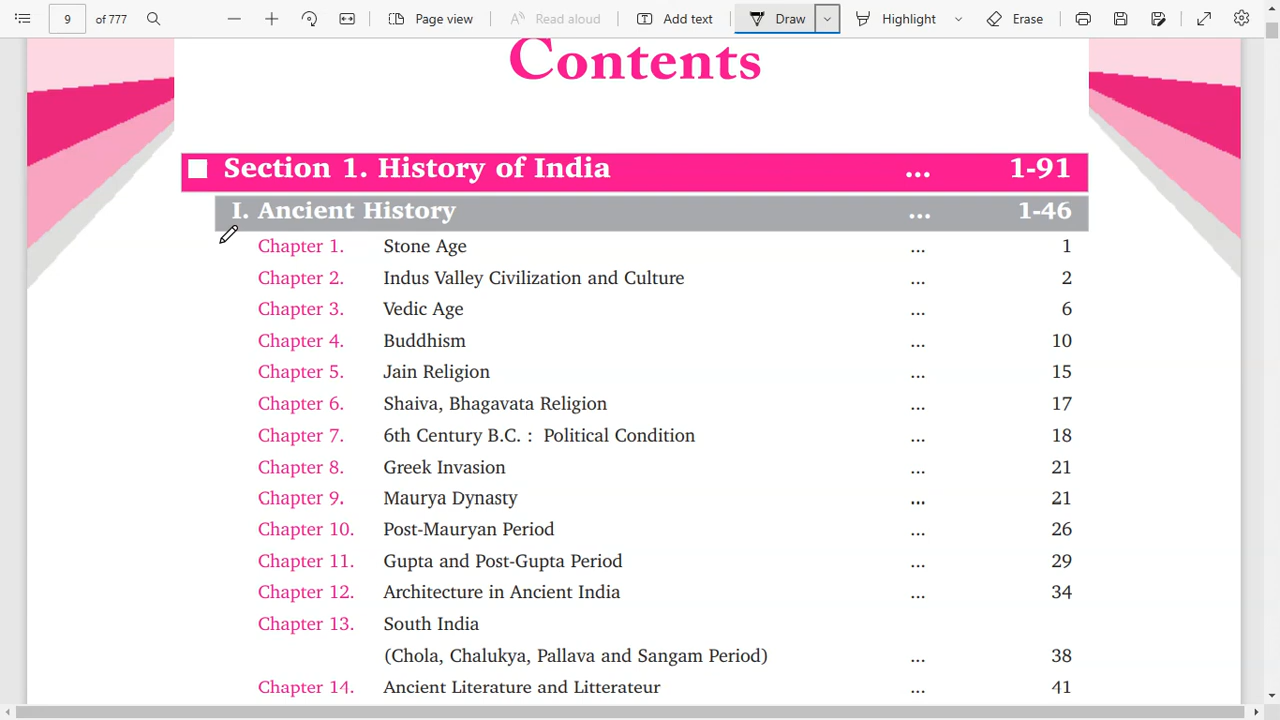 9 of 777 Page view Read aloud Add text Draw Highlight Erase
Contents
Section 1. History of India ... 1-91
I. Ancient History ... 1-46
Chapter 1. Stone Age ... 1
Chapter 2. Indus Valley Civilization and Culture ... 2
Chapter 3. Vedic Age ... 6
Chapter 4. Buddhism ... 10
Chapter 5. Jain Religion ... 15
Chapter 6. Shaiva, Bhagavata Religion ... 17
Chapter 7. 6th Century B.C. : Political Condition ... 18
Chapter 8. Greek Invasion ... 21
Chapter 9. Maurya Dynasty ... 21
Chapter 10. Post-Mauryan Period ... 26
Chapter 11. Gupta and Post-Gupta Period ... 29
Chapter 12. Architecture in Ancient India ... 34
Chapter 13. South India
(Chola, Chalukya, Pallava and Sangam Period) ... 38
Chapter 14. Ancient Literature and Litterateur ... 41